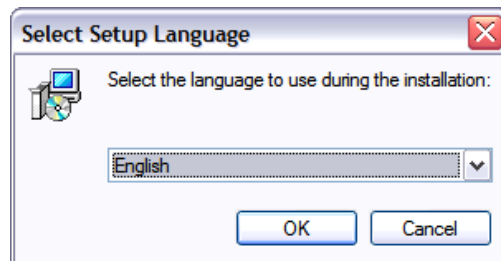 Select Setup Language
Select the language to use during the installation:
English
OK
Cancel